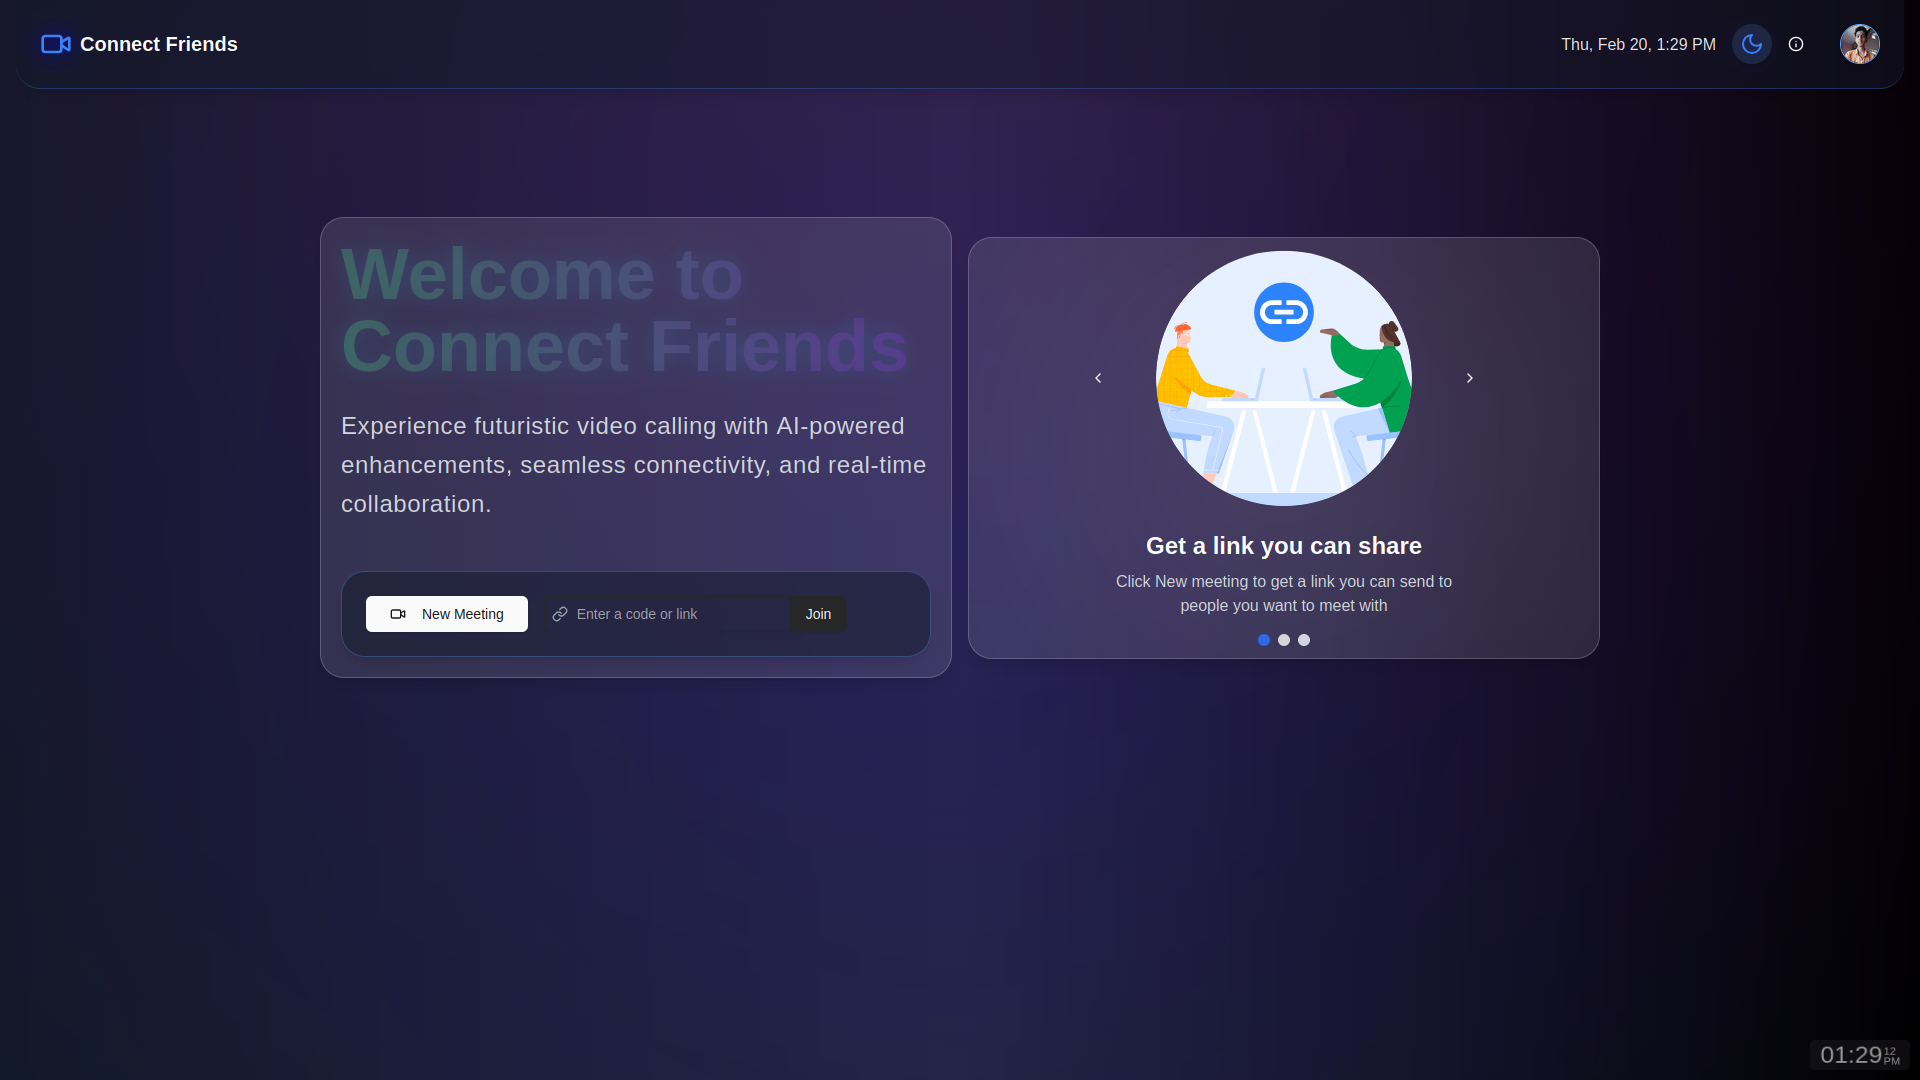 Connect Friends
Thu, Feb 20, 1:29 PM
Welcome to
Connect Friends
Experience futuristic video calling with AI-powered
enhancements, seamless connectivity, and real-time
collaboration.
New Meeting
Enter a code or link
Join
Get a link you can share
Click New meeting to get a link you can send to
people you want to meet with
01:29 12 PM